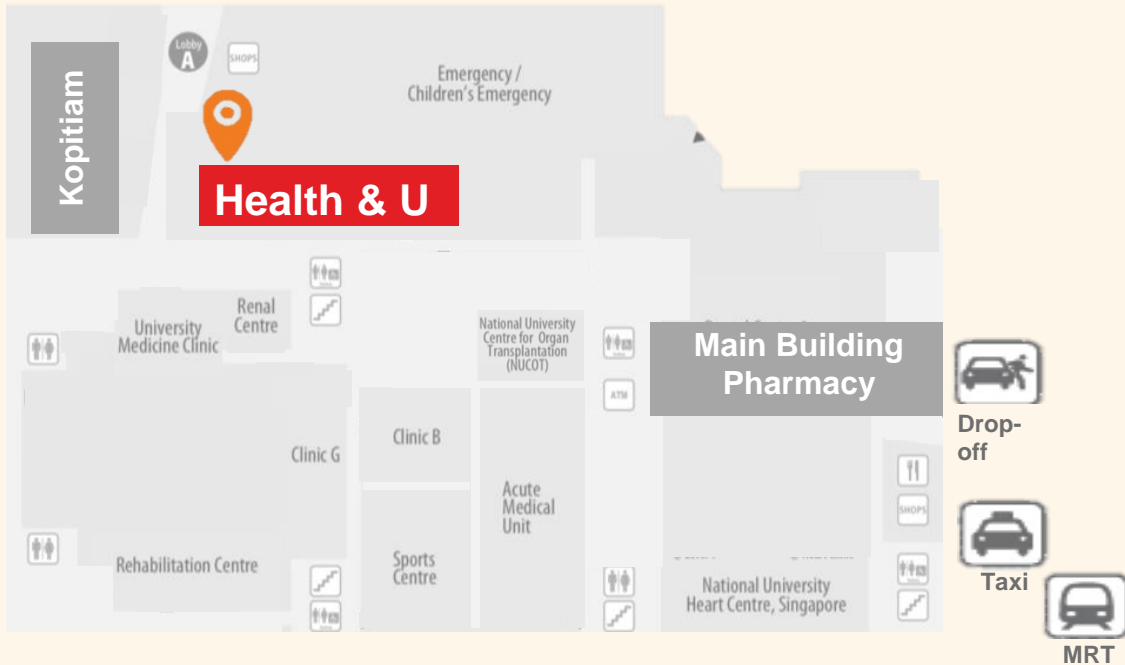 Lobby
A
SHOPS
Kopitiam
Emergency /
Children's Emergency
Health & U
Renal
Centre
University
Medicine Clinic
National University
Centre for Organ
Transplantation
(NUCOT)
Main Building
Pharmacy
ATM
Drop-
off
Clinic B
Clinic G
Acute
Medical
Unit
SHOPS
Rehabilitation Centre
Sports
Centre
National University
Heart Centre, Singapore
Taxi
MRT